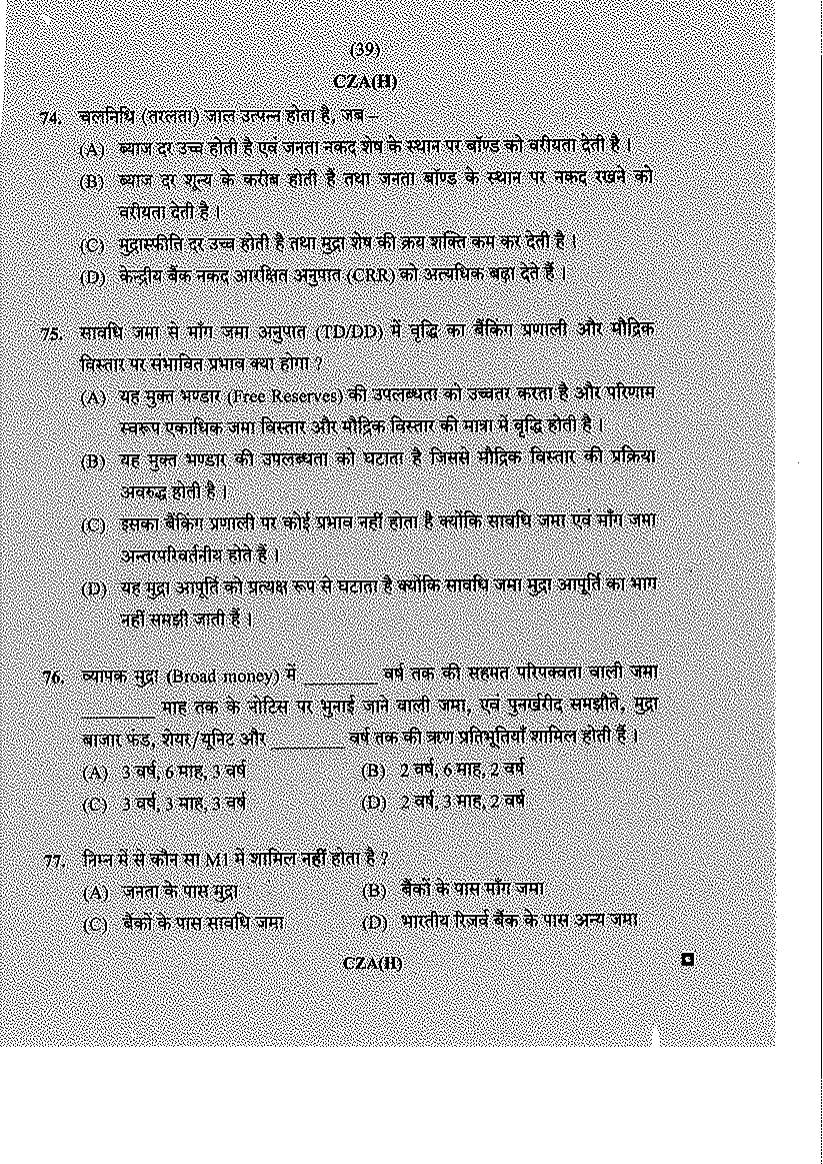 (39)
CZA(H)
74. चलनिधि (तरलता) जाल उत्पन्न होता है, जब –
(A) ब्याज दर उच्च होती है एवं जनता नकद शेष के स्थान पर बॉण्ड को वरीयता देती है ।
(B) ब्याज दर शून्य के करीब होती है तथा जनता बॉण्ड के स्थान पर नकद रखने को
वरीयता देती है ।
(C) मुद्रास्फीति दर उच्च होती है तथा मुद्रा शेष की क्रय शक्ति कम कर देती है ।
(D) केन्द्रीय बैंक नकद आरक्षित अनुपात (CRR) को अत्यधिक बढ़ा देते हैं ।
75. सावधि जमा से माँग जमा अनुपात (TD/DD) में वृद्धि का बैंकिंग प्रणाली और मौद्रिक
विस्तार पर संभावित प्रभाव क्या होगा ?
(A) यह मुक्त भण्डार (Free Reserves) की उपलब्धता को उच्चतर करता है और परिणाम
स्वरूप एकाधिक जमा विस्तार और मौद्रिक विस्तार की मात्रा में वृद्धि होती है ।
(B) यह मुक्त भण्डार की उपलब्धता को घटाता है जिससे मौद्रिक विस्तार की प्रक्रिया
अवरुद्ध होती है ।
(C) इसका बैंकिंग प्रणाली पर कोई प्रभाव नहीं होता है क्योंकि सावधि जमा एवं माँग जमा
अन्तरपरिवर्तनीय होते हैं ।
(D) यह मुद्रा आपूर्ति को प्रत्यक्ष रूप से घटाता है क्योंकि सावधि जमा मुद्रा आपूर्ति का भाग
नहीं समझी जाती हैं ।
76. व्यापक मुद्रा (Broad money) में ________ वर्ष तक की सहमत परिपक्वता वाली जमा
________ माह तक के नोटिस पर भुनाई जाने वाली जमा, एवं पुनर्खरीद समझौते, मुद्रा
बाजार फंड, शेयर/यूनिट और ________ वर्ष तक की ऋण प्रतिभूतियाँ शामिल होती हैं ।
(A) 3 वर्ष, 6 माह, 3 वर्ष (B) 2 वर्ष, 6 माह, 2 वर्ष
(C) 3 वर्ष, 3 माह, 3 वर्ष (D) 2 वर्ष, 3 माह, 2 वर्ष
77. निम्न में से कौन सा M1 में शामिल नहीं होता है ?
(A) जनता के पास मुद्रा (B) बैंकों के पास माँग जमा
(C) बैंकों के पास सावधि जमा (D) भारतीय रिज़र्व बैंक के पास अन्य जमा
CZA(H)